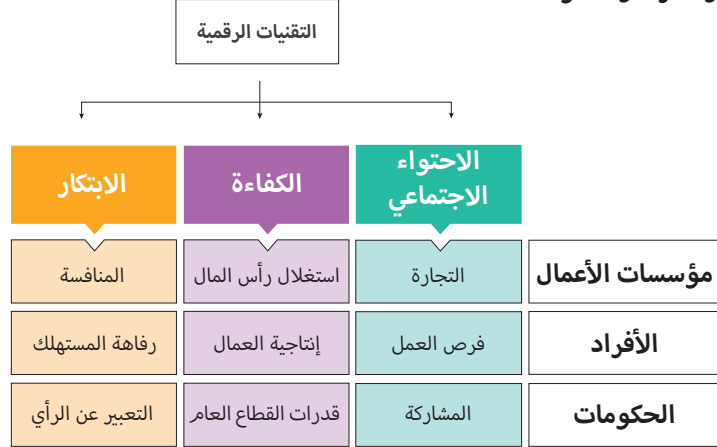 التقنيات الرقمية
الاحتواء
الاجتماعي
الكفاءة
الابتكار
مؤسسات الأعمال
التجارة
استغلال رأس المال
المنافسة
الأفراد
فرص العمل
إنتاجية العمال
رفاهة المستهلك
الحكومات
المشاركة
قدرات القطاع العام
التعبير عن الرأي